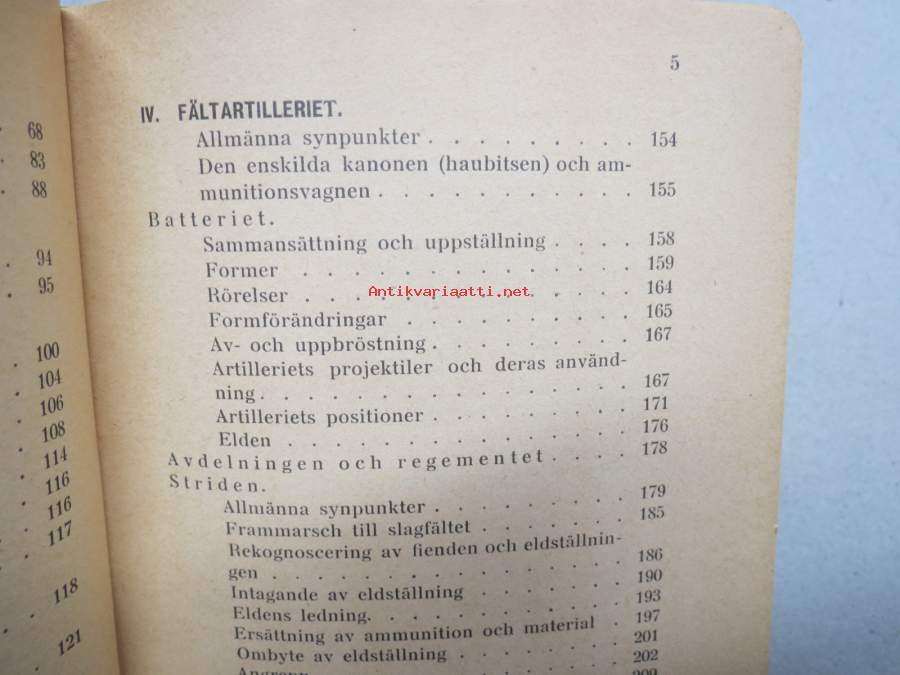 68
83
88
94
95
100
104
106
108
114
116
116
117
118
121
5
IV. FÄLTARTILLERIET.
Allmänna synpunkter . . . . . . . . . 154
Den enskilda kanonen (haubitsen) och am-
munitionsvagnen . . . . . . . . . . . 155
Batteriet.
Sammansättning och uppställning . . . . 158
Former . . . . . . . . . . . . . 159
Rörelser . . . . . . . . . . . . 164
Antikvariaatti.net
Formförändringar . . . . . . . . . 165
Av- och uppbröstning . . . . . . . . 167
Artilleriets projektiler och deras använd-
ning . . . . . . . . . . . . . . 167
Artilleriets positioner . . . . . . . . 171
Elden . . . . . . . . . . . . . 176
Avdelningen och regementet . . . . 178
Striden.
Allmänna synpunkter . . . . . . . . 179
Frammarsch till slagfältet . . . . . . 185
Rekognoscering av fienden och eldställnin-
gen . . . . . . . . . . . . . . 186
Intagande av eldställning . . . . . . 190
Eldens ledning. . . . . . . . . . . 193
Ersättning av ammunition och material . 197
Ombyte av eldställning . . . . . . . 201
202